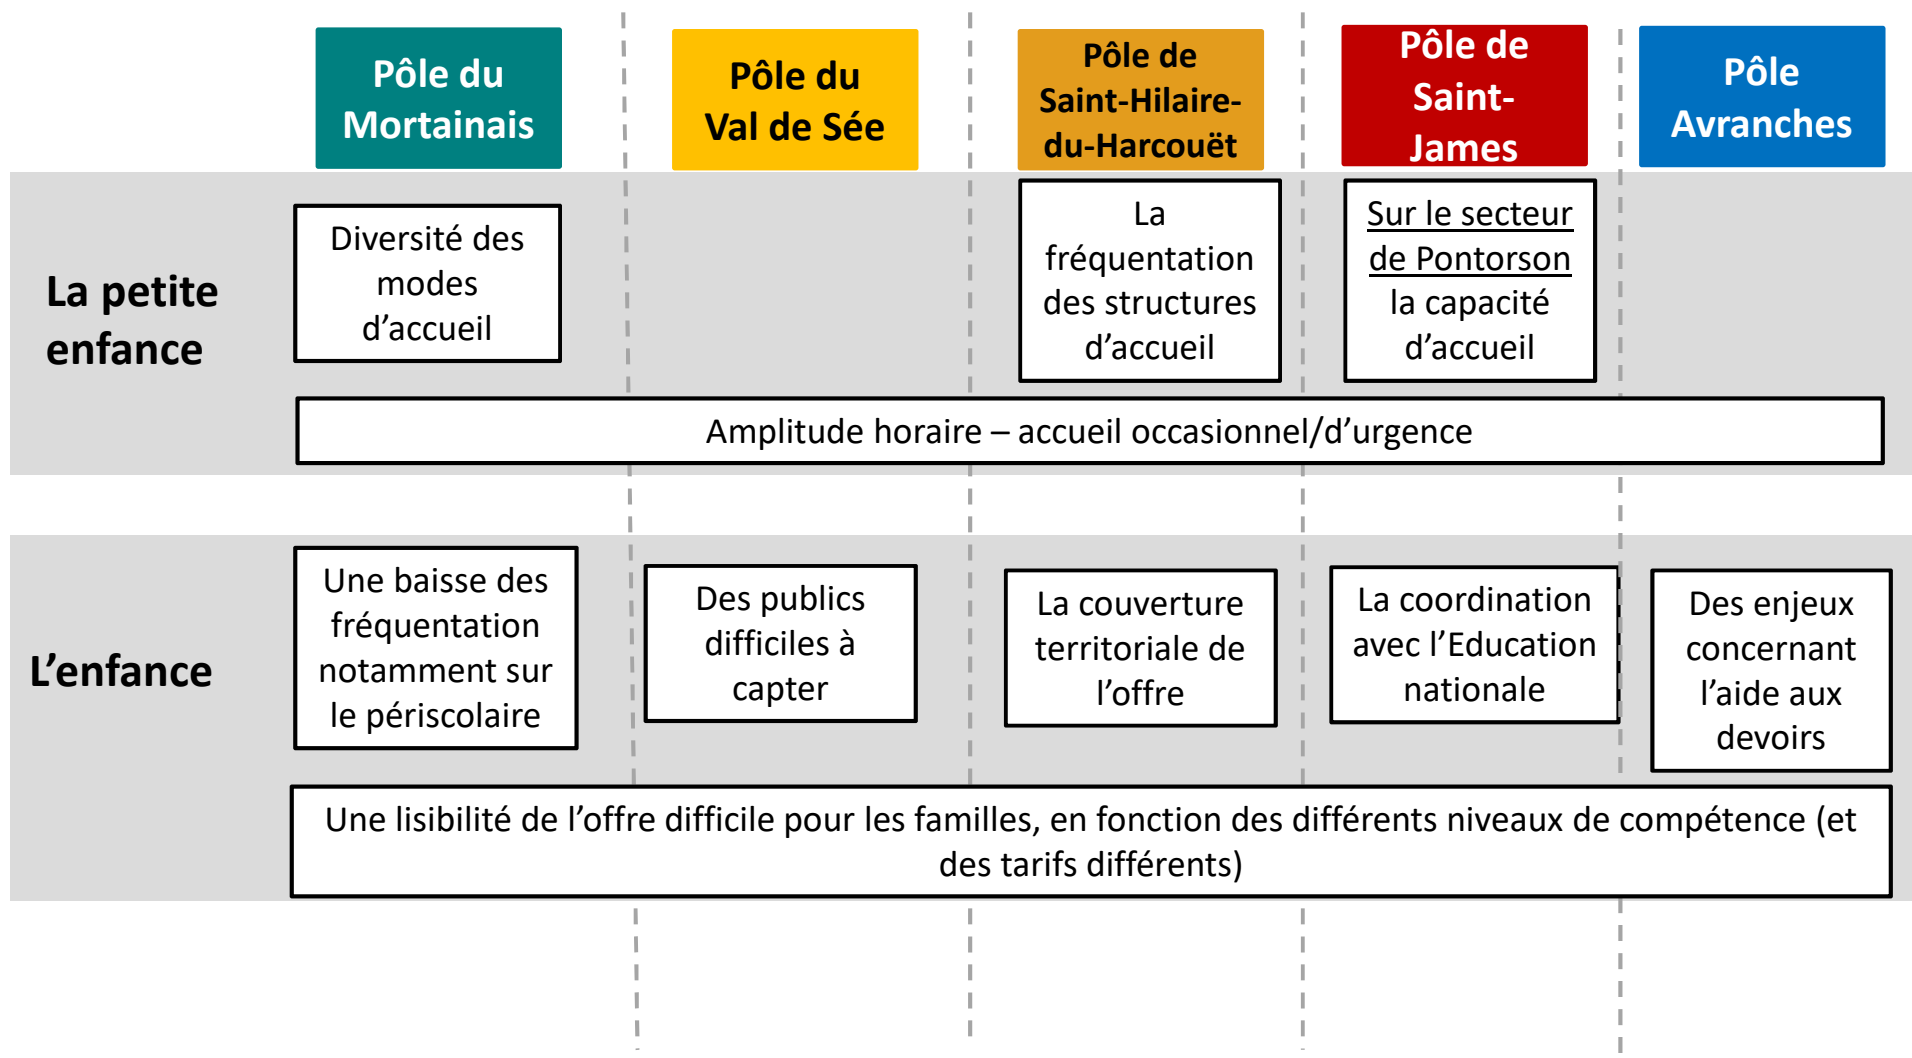 Pôle du
Mortainais
Pôle du
Val de Sée
Pôle de
Saint-Hilaire-
du-Harcouët
Pôle de
Saint-
James
Pôle
Avranches
La petite
enfance
Diversité des
modes
d’accueil
La
fréquentation
des structures
d’accueil
Sur le secteur
de Pontorson
la capacité
d’accueil
Amplitude horaire – accueil occasionnel/d’urgence
L’enfance
Une baisse des
fréquentation
notamment sur
le périscolaire
Des publics
difficiles à
capter
La couverture
territoriale de
l’offre
La coordination
avec l’Education
nationale
Des enjeux
concernant
l’aide aux
devoirs
Une lisibilité de l’offre difficile pour les familles, en fonction des différents niveaux de compétence (et
des tarifs différents)